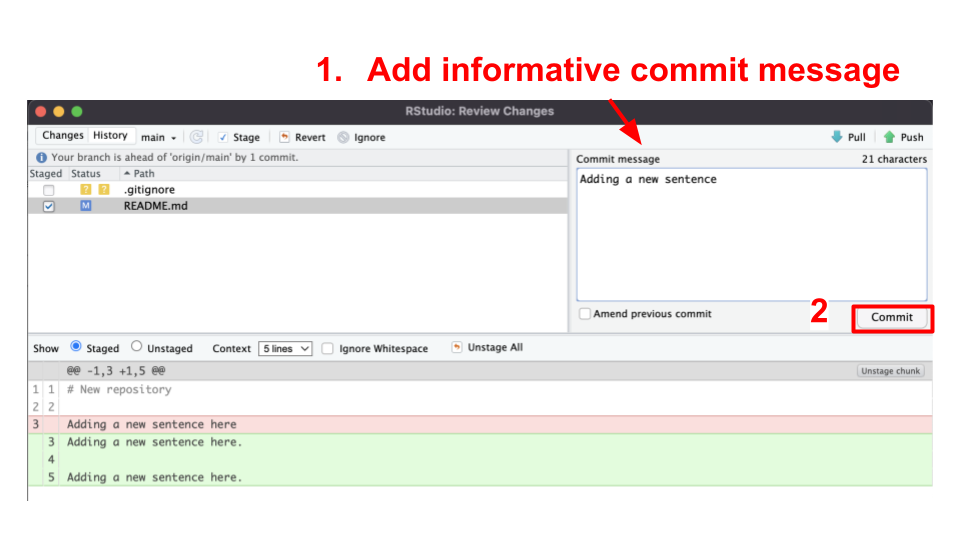 1. Add informative commit message
RStudio: Review Changes
Changes History main Stage Revert Ignore Pull Push
Your branch is ahead of 'origin/main' by 1 commit.
Commit message 21 characters
Staged Status Path
? ? .gitignore
M README.md
Adding a new sentence
Amend previous commit
2
Commit
Show Staged Unstaged Context 5 lines Ignore Whitespace Unstage All
@@ -1,3 +1,5 @@ Unstage chunk
1 1 # New repository
2 2
3 Adding a new sentence here
3 Adding a new sentence here.
4
5 Adding a new sentence here.